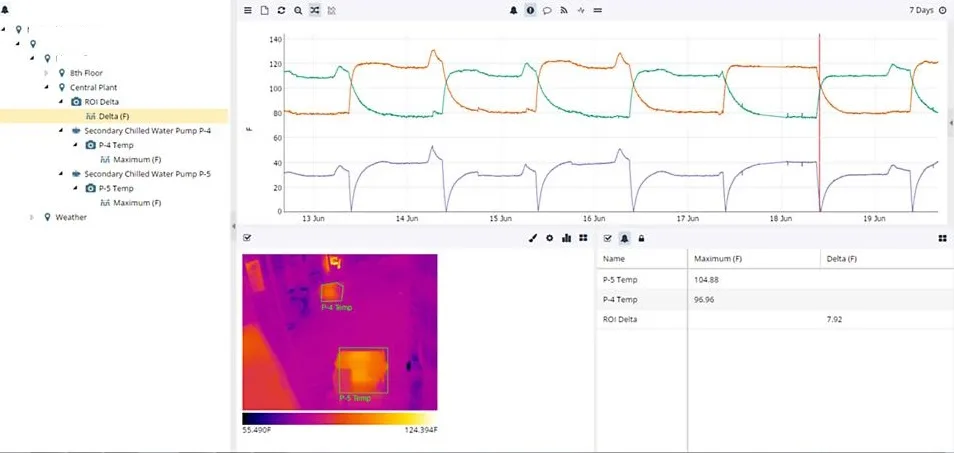 8th Floor
Central Plant
ROI Delta
Delta (F)
Secondary Chilled Water Pump P-4
P-4 Temp
Maximum (F)
Secondary Chilled Water Pump P-5
P-5 Temp
Maximum (F)
Weather
7 Days
140
120
100
80
60
40
20
0
F
13 Jun
14 Jun
15 Jun
16 Jun
17 Jun
18 Jun
19 Jun
P-4 Temp
P-5 Temp
55.490F
124.394F
Name
Maximum (F)
Delta (F)
P-5 Temp
104.88
P-4 Temp
96.96
ROI Delta
7.92